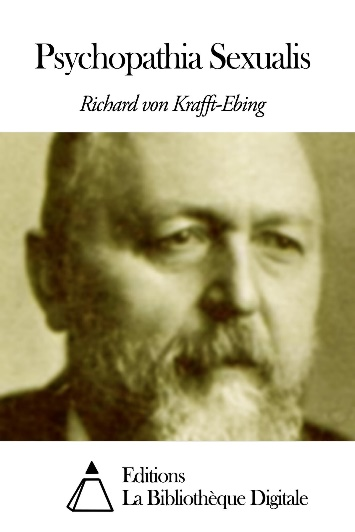 Psychopathia Sexualis
Richard von Krafft-Ebing
Editions
La Bibliothèque Digitale